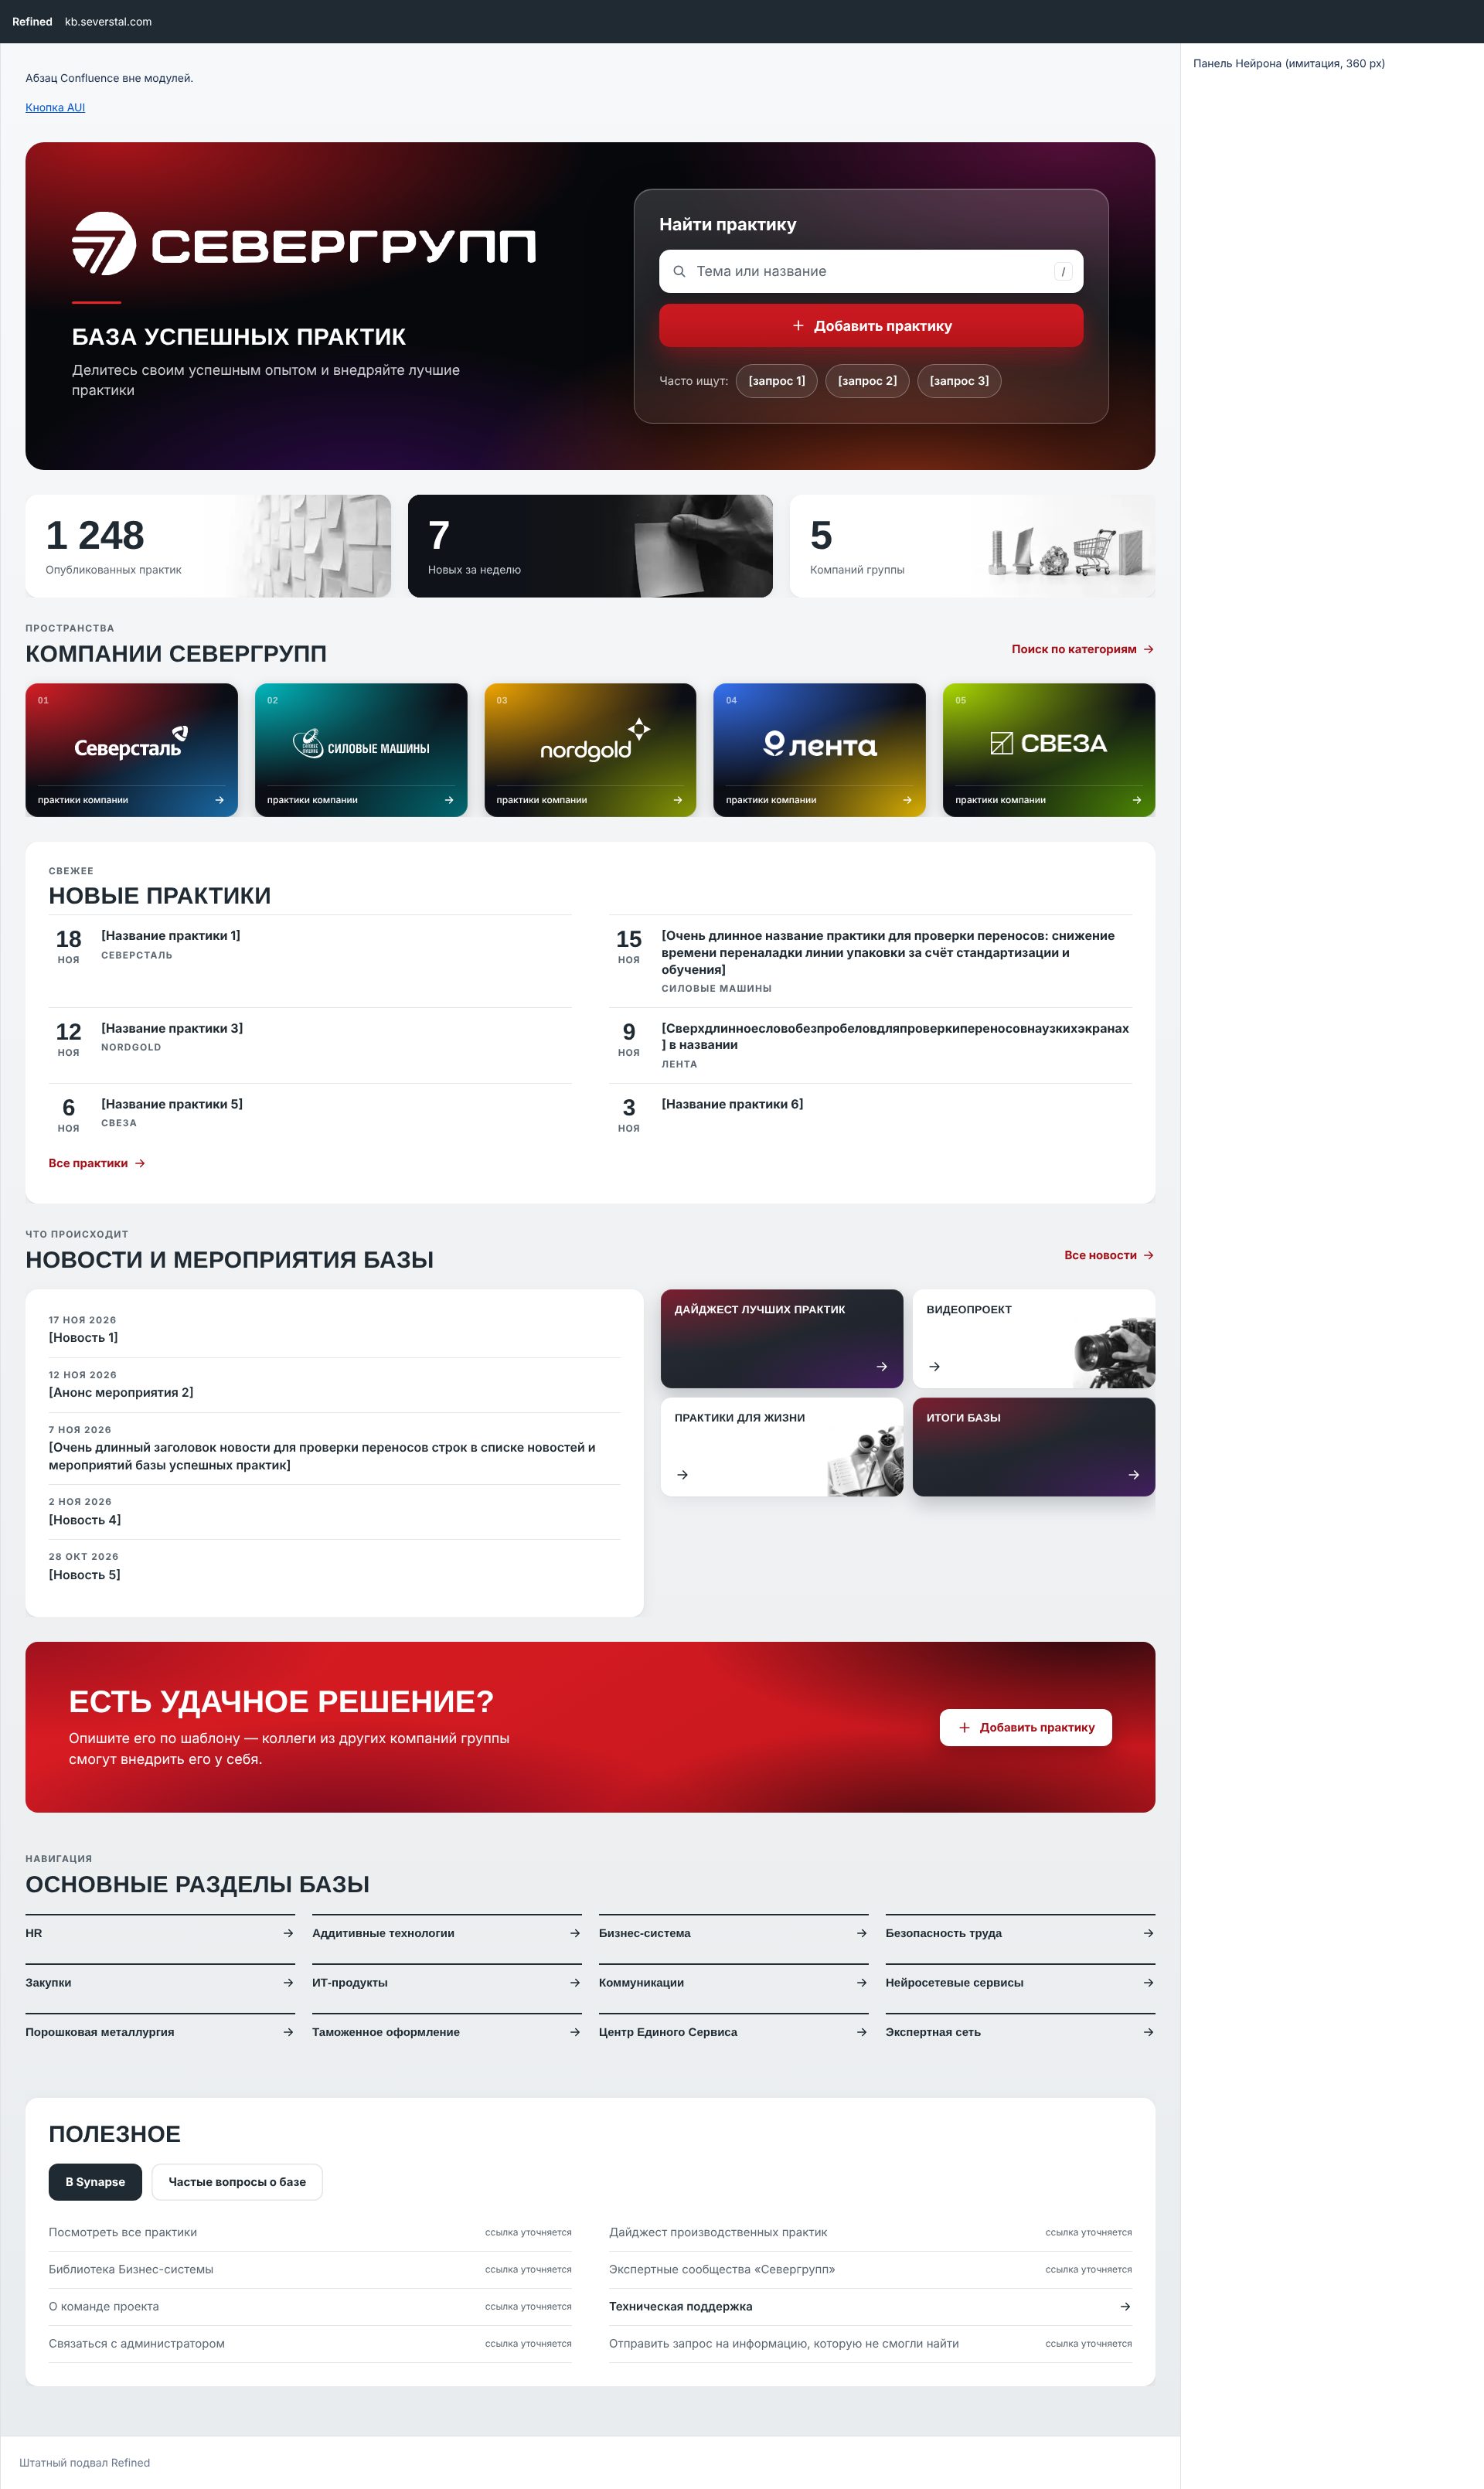 Refined kb.severstal.com
Панель Нейрона (имитация, 360 px)
Абзац Confluence вне модулей.
Кнопка AUI
СЕВЕРГРУПП
БАЗА УСПЕШНЫХ ПРАКТИК
Делитесь своим успешным опытом и внедряйте лучшие
практики
Найти практику
Тема или название /
Добавить практику
Часто ищут: [запрос 1] [запрос 2] [запрос 3]
1 248
Опубликованных практик
7
Новых за неделю
5
Компаний группы
ПРОСТРАНСТВА
КОМПАНИИ СЕВЕРГРУПП
Поиск по категориям →
01
Северсталь
практики компании →
02
СИЛОВЫЕ МАШИНЫ
практики компании →
03
nordgold
практики компании →
04
лента
практики компании →
05
СВЕЗА
практики компании →
СВЕЖЕЕ
НОВЫЕ ПРАКТИКИ
18
НОЯ
[Название практики 1]
СЕВЕРСТАЛЬ
15
НОЯ
[Очень длинное название практики для проверки переносов: снижение
времени переналадки линии упаковки за счёт стандартизации и
обучения]
СИЛОВЫЕ МАШИНЫ
12
НОЯ
[Название практики 3]
NORDGOLD
9
НОЯ
[Сверхдлинноесловобезпробеловдляпроверкипереносовнаузкихэкранах
] в названии
ЛЕНТА
6
НОЯ
[Название практики 5]
СВЕЗА
3
НОЯ
[Название практики 6]
Все практики →
ЧТО ПРОИСХОДИТ
НОВОСТИ И МЕРОПРИЯТИЯ БАЗЫ
Все новости →
17 НОЯ 2026
[Новость 1]
12 НОЯ 2026
[Анонс мероприятия 2]
7 НОЯ 2026
[Очень длинный заголовок новости для проверки переносов строк в списке новостей и
мероприятий базы успешных практик]
2 НОЯ 2026
[Новость 4]
28 ОКТ 2026
[Новость 5]
ДАЙДЖЕСТ ЛУЧШИХ ПРАКТИК
→
ВИДЕОПРОЕКТ
→
ПРАКТИКИ ДЛЯ ЖИЗНИ
→
ИТОГИ БАЗЫ
→
ЕСТЬ УДАЧНОЕ РЕШЕНИЕ?
Опишите его по шаблону — коллеги из других компаний группы
смогут внедрить его у себя.
Добавить практику
НАВИГАЦИЯ
ОСНОВНЫЕ РАЗДЕЛЫ БАЗЫ
HR →
Аддитивные технологии →
Бизнес-система →
Безопасность труда →
Закупки →
ИТ-продукты →
Коммуникации →
Нейросетевые сервисы →
Порошковая металлургия →
Таможенное оформление →
Центр Единого Сервиса →
Экспертная сеть →
ПОЛЕЗНОЕ
В Synapse
Частые вопросы о базе
Посмотреть все практики ссылка уточняется
Дайджест производственных практик ссылка уточняется
Библиотека Бизнес-системы ссылка уточняется
Экспертные сообщества «Севергрупп» ссылка уточняется
О команде проекта ссылка уточняется
Техническая поддержка →
Связаться с администратором ссылка уточняется
Отправить запрос на информацию, которую не смогли найти ссылка уточняется
Штатный подвал Refined